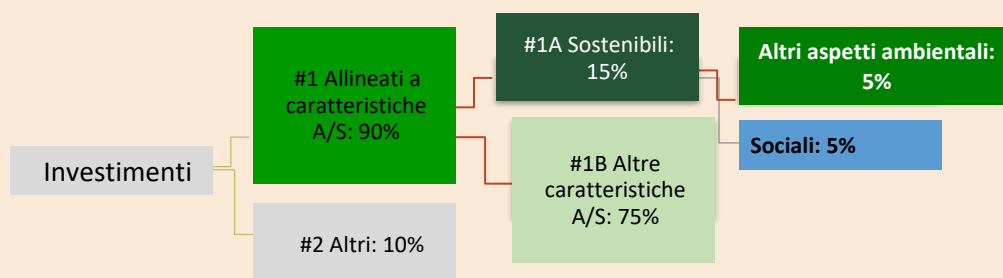 Investimenti
#1 Allineati a
caratteristiche
A/S: 90%
#2 Altri: 10%
#1A Sostenibili:
15%
#1B Altre
caratteristiche
A/S: 75%
Altri aspetti ambientali:
5%
Sociali: 5%